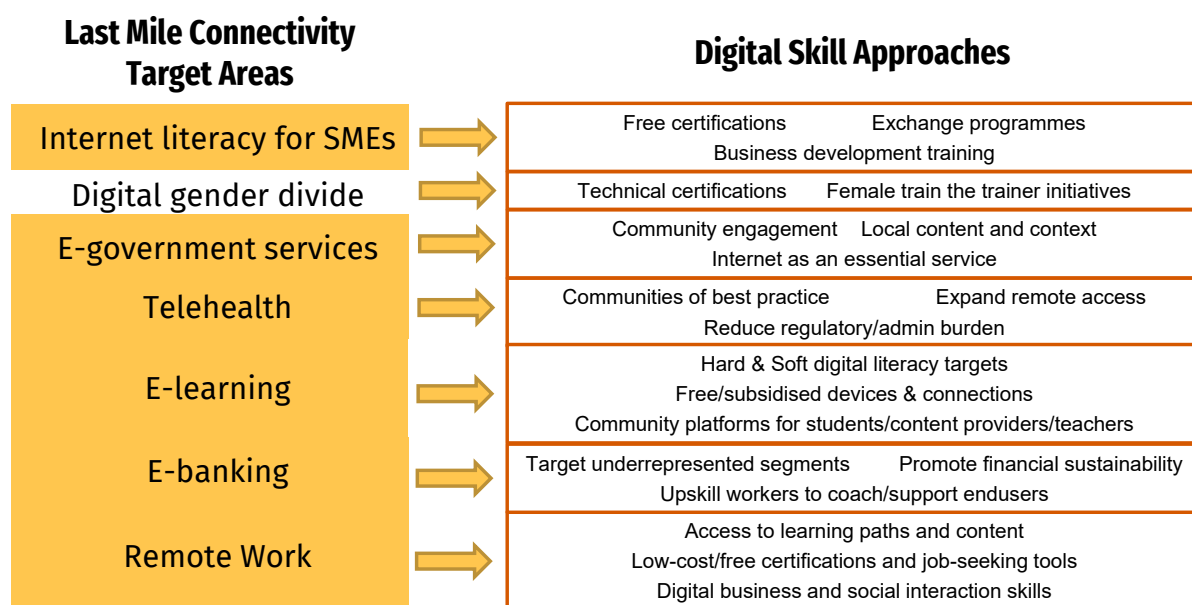 Last Mile Connectivity
Target Areas
Digital Skill Approaches
Internet literacy for SMEs
Free certifications Exchange programmes
Business development training
Digital gender divide
Technical certifications Female train the trainer initiatives
E-government services
Community engagement Local content and context
Internet as an essential service
Telehealth
Communities of best practice Expand remote access
Reduce regulatory/admin burden
E-learning
Hard & Soft digital literacy targets
Free/subsidised devices & connections
Community platforms for students/content providers/teachers
E-banking
Target underrepresented segments Promote financial sustainability
Upskill workers to coach/support endusers
Remote Work
Access to learning paths and content
Low-cost/free certifications and job-seeking tools
Digital business and social interaction skills